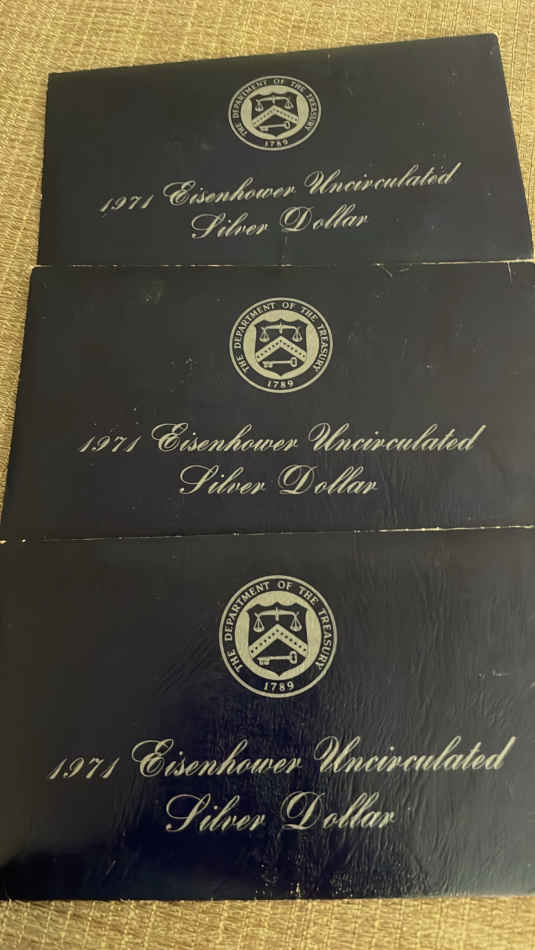 THE DEPARTMENT OF THE TREASURY
1789
1971 Eisenhower Uncirculated
Silver Dollar
THE DEPARTMENT OF THE TREASURY
1789
1971 Eisenhower Uncirculated
Silver Dollar
THE DEPARTMENT OF THE TREASURY
1789
1971 Eisenhower Uncirculated
Silver Dollar